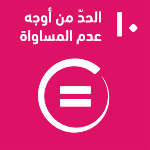 ١٠
الحدّ من أوجه
عدم المساواة